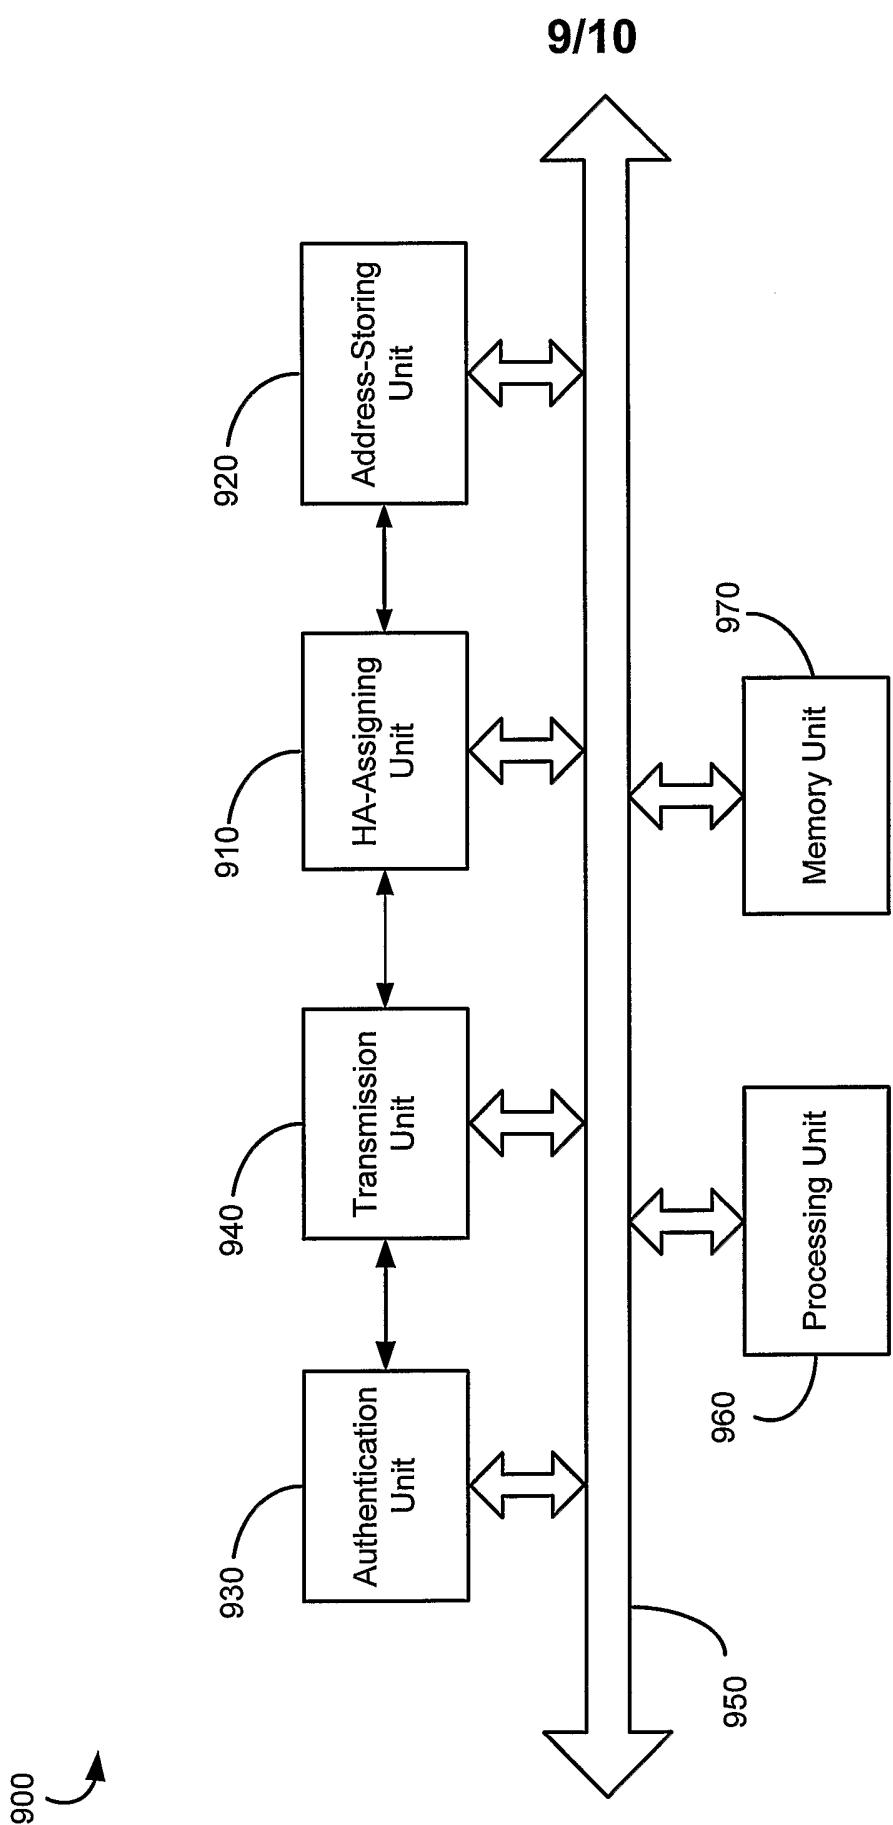 9/10
900
930
Authentication
Unit
940
Transmission
Unit
910
HA-Assigning
Unit
920
Address-Storing
Unit
950
960
Processing Unit
970
Memory Unit